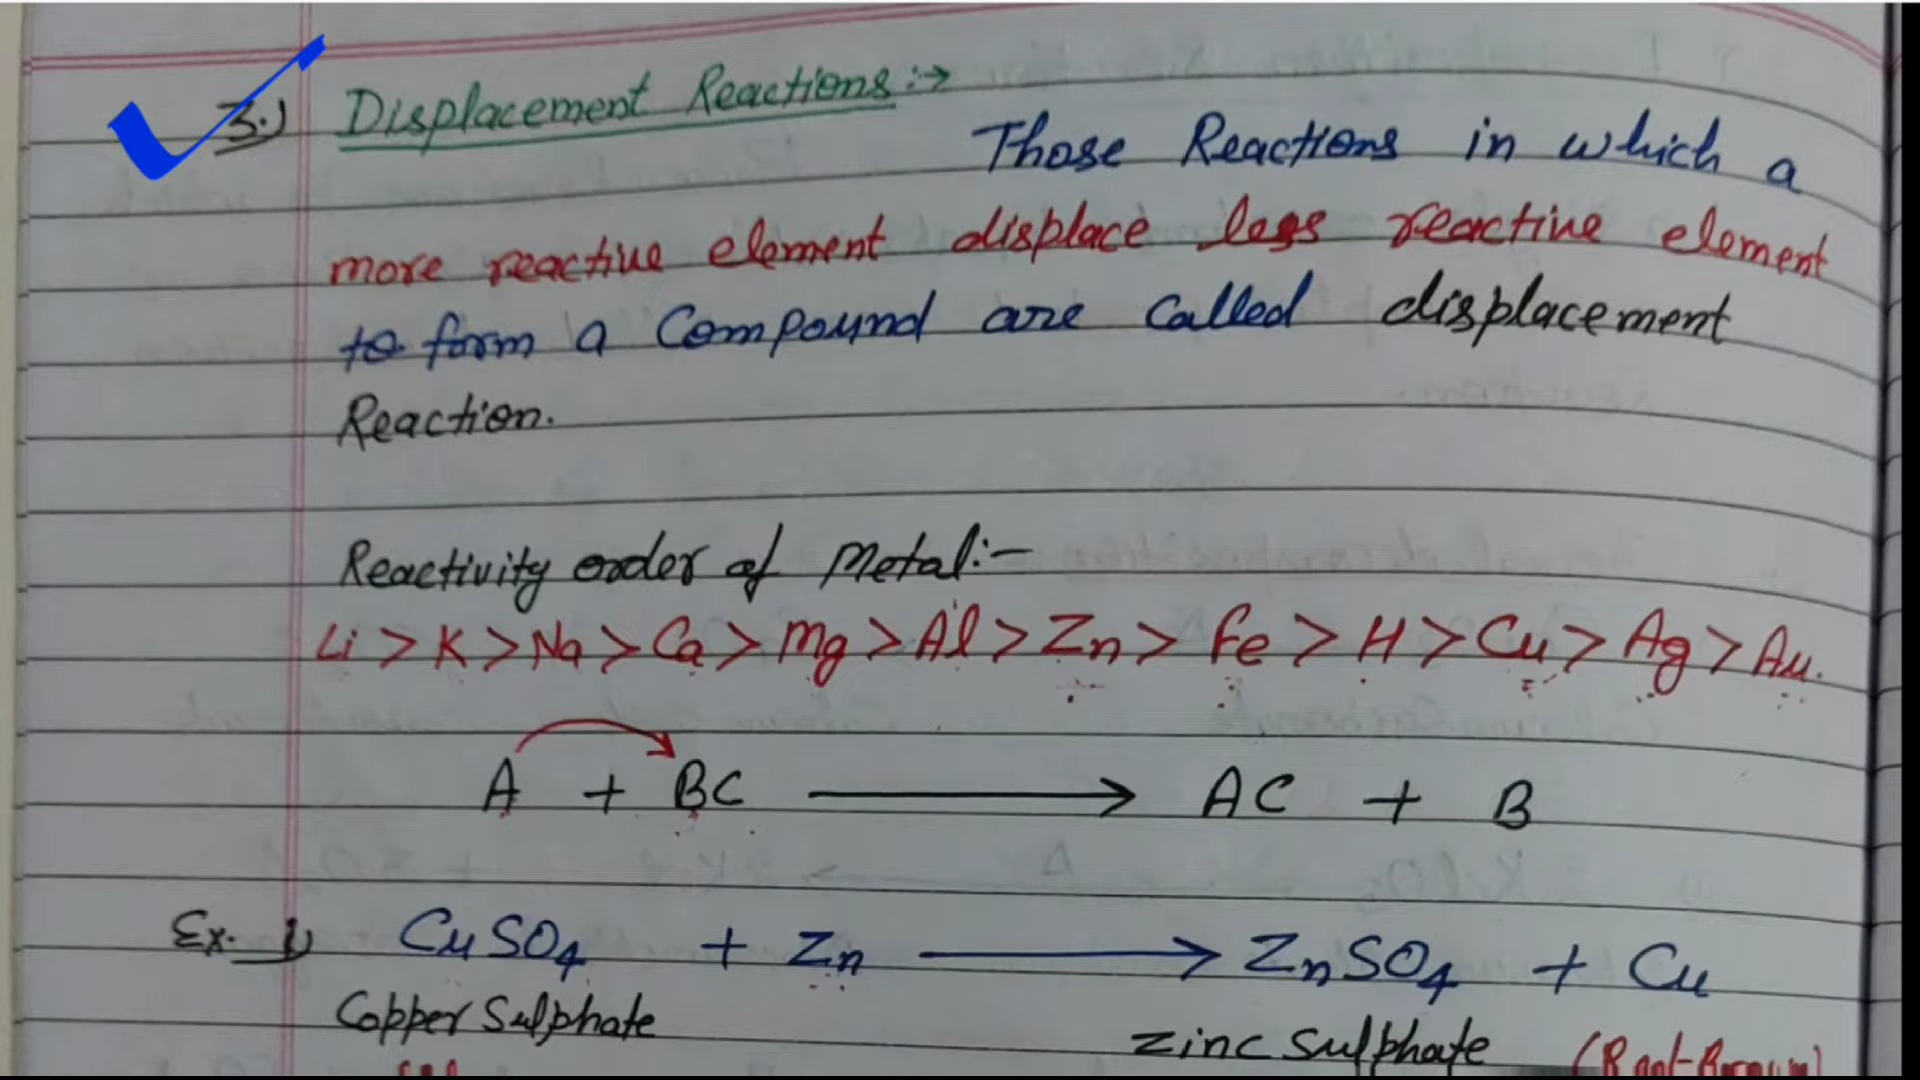 3.) Displacement Reactions :→
Those Reactions in which a
more reactive element displace less reactive element
to form a Compound are Called displacement
Reaction.
Reactivity order of Metal:-
Li > K > Na > Ca > Mg > Al > Zn > Fe > H > Cu > Ag > Au.
A + BC ⟶ AC + B
Ex. 1) CuSO4 + Zn ⟶ ZnSO4 + Cu
Copper Sulphate Zinc Sulphate